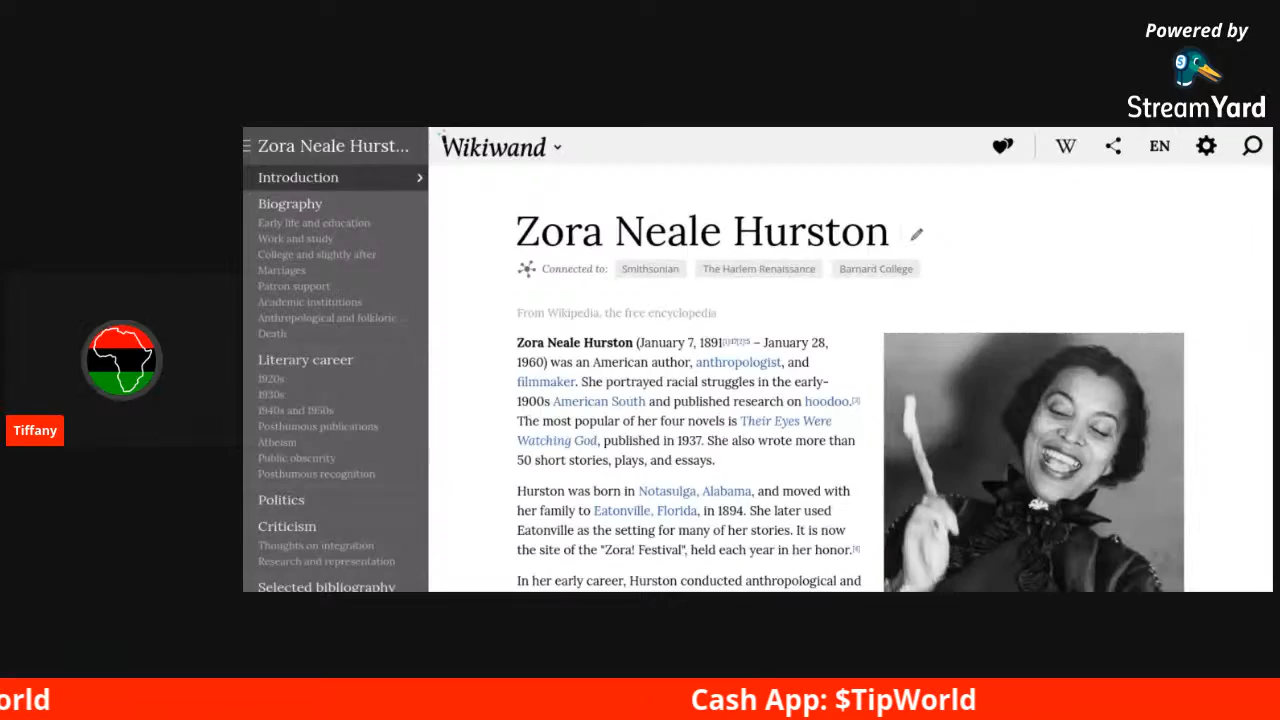 Powered by
StreamYard
Zora Neale Hurst...
Introduction
Biography
Early life and education
Work and study
College and slightly after
Marriages
Patron support
Academic institutions
Anthropological and folkloric ...
Death
Literary career
1920s
1930s
1940s and 1950s
Posthumous publications
Atheism
Public obscurity
Posthumous recognition
Politics
Criticism
Thoughts on integration
Research and representation
Selected bibliography
Wikiwand
W
EN
Zora Neale Hurston
Connected to: Smithsonian The Harlem Renaissance Barnard College
From Wikipedia, the free encyclopedia
Zora Neale Hurston (January 7, 1891 – January 28,
1960) was an American author, anthropologist, and
filmmaker. She portrayed racial struggles in the early-
1900s American South and published research on hoodoo.[3]
The most popular of her four novels is Their Eyes Were
Watching God, published in 1937. She also wrote more than
50 short stories, plays, and essays.
Hurston was born in Notasulga, Alabama, and moved with
her family to Eatonville, Florida, in 1894. She later used
Eatonville as the setting for many of her stories. It is now
the site of the "Zora! Festival", held each year in her honor.[4]
In her early career, Hurston conducted anthropological and
Tiffany
orld
Cash App: $TipWorld